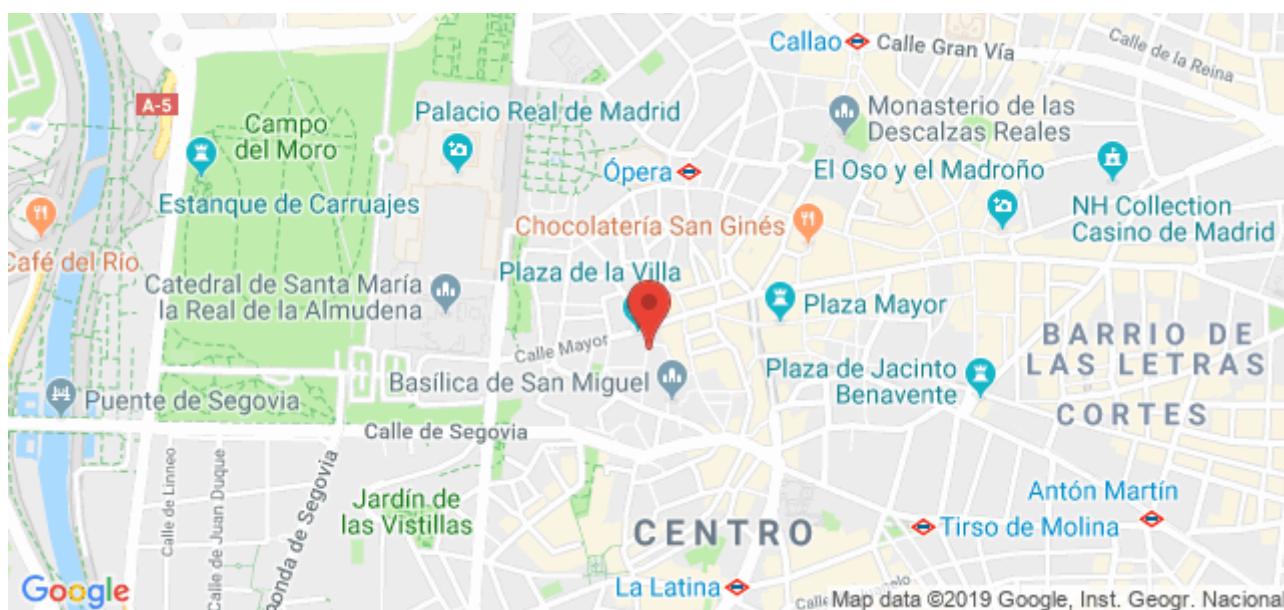 Callao
Calle Gran Vía
Calle de la Reina
A-5
Campo
del Moro
Palacio Real de Madrid
Monasterio de las
Descalzas Reales
Ópera
El Oso y el Madroño
Estanque de Carruajes
Chocolatería San Ginés
NH Collection
Casino de Madrid
Café del Río
Catedral de Santa María
la Real de la Almudena
Plaza de la Villa
Plaza Mayor
Calle Mayor
BARRIO DE
LAS LETRAS
Basílica de San Miguel
Plaza de Jacinto
Benavente
Puente de Segovia
CORTES
Calle de Segovia
Calle de Linneo
Calle de Juan Duque
Ronda de Segovia
Jardín de
las Vistillas
Antón Martín
CENTRO
Tirso de Molina
La Latina
Google
Map data ©2019 Google, Inst. Geogr. Naciona